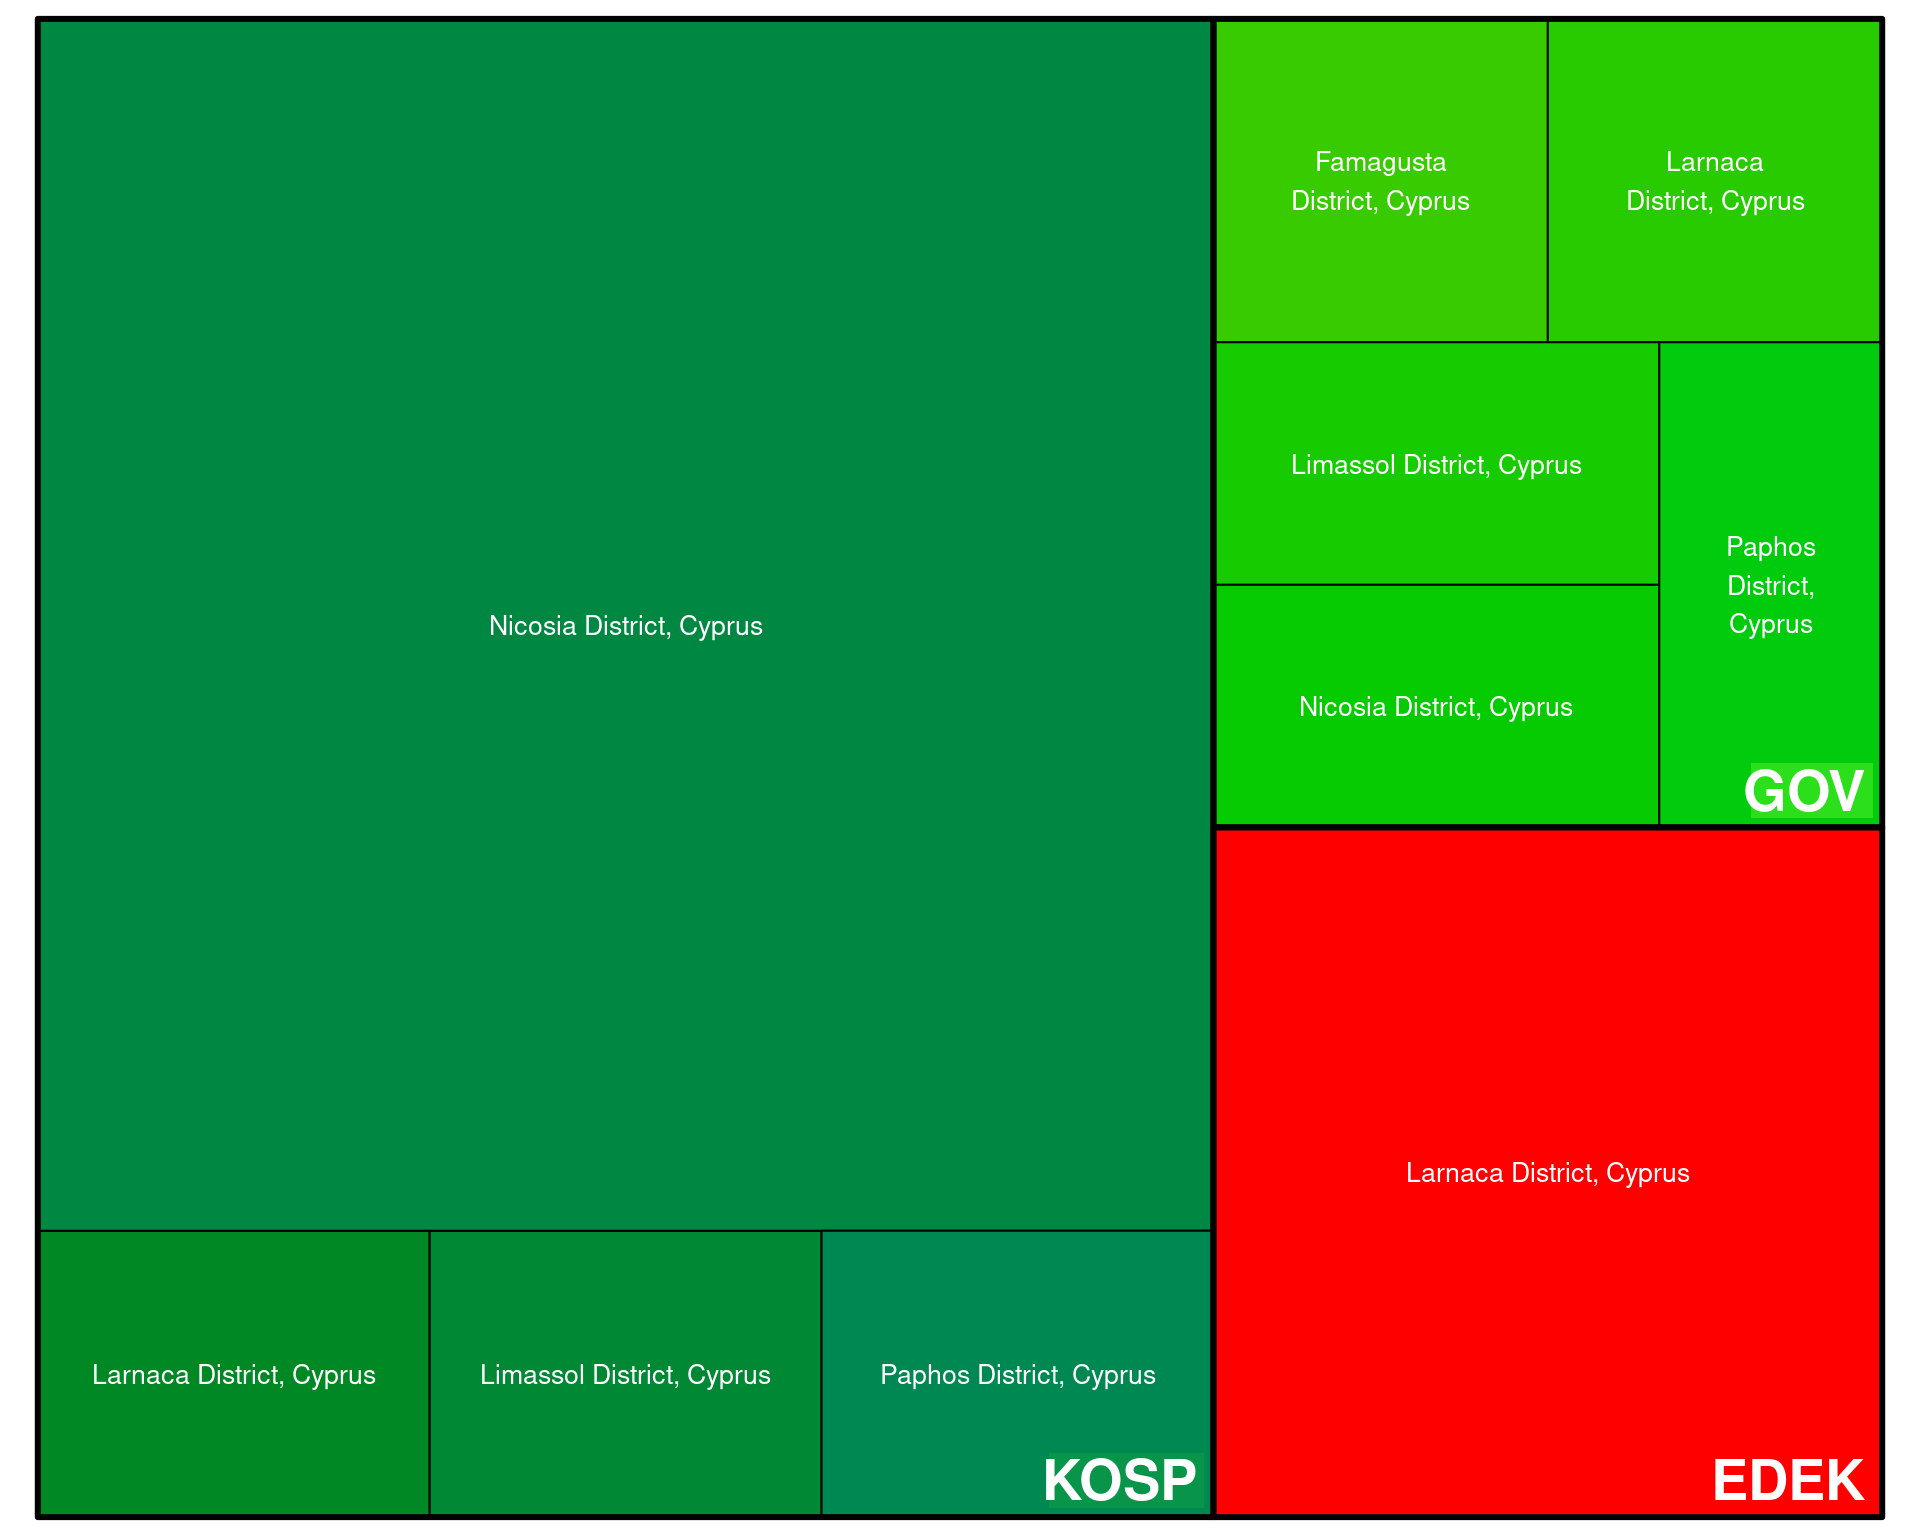 Nicosia District, Cyprus
Larnaca District, Cyprus
Limassol District, Cyprus
Paphos District, Cyprus
KOSP
Famagusta
District, Cyprus
Larnaca
District, Cyprus
Limassol District, Cyprus
Nicosia District, Cyprus
Paphos
District,
Cyprus
GOV
Larnaca District, Cyprus
EDEK